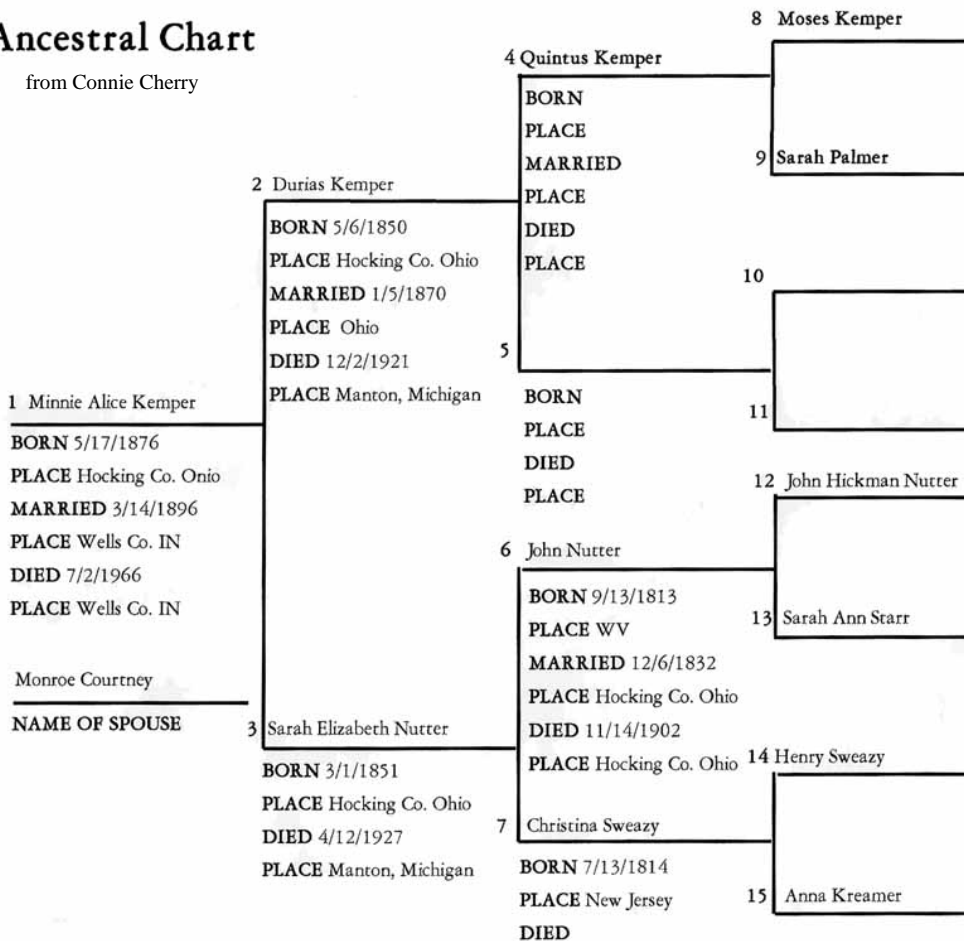 Ancestral Chart
from Connie Cherry
1 Minnie Alice Kemper
BORN 5/17/1876
PLACE Hocking Co. Onio
MARRIED 3/14/1896
PLACE Wells Co. IN
DIED 7/2/1966
PLACE Wells Co. IN
Monroe Courtney
NAME OF SPOUSE
2 Durias Kemper
BORN 5/6/1850
PLACE Hocking Co. Ohio
MARRIED 1/5/1870
PLACE Ohio
DIED 12/2/1921
PLACE Manton, Michigan
3 Sarah Elizabeth Nutter
BORN 3/1/1851
PLACE Hocking Co. Ohio
DIED 4/12/1927
PLACE Manton, Michigan
4 Quintus Kemper
BORN
PLACE
MARRIED
PLACE
DIED
PLACE
5
BORN
PLACE
DIED
PLACE
6 John Nutter
BORN 9/13/1813
PLACE WV
MARRIED 12/6/1832
PLACE Hocking Co. Ohio
DIED 11/14/1902
PLACE Hocking Co. Ohio
7 Christina Sweazy
BORN 7/13/1814
PLACE New Jersey
DIED
8 Moses Kemper
9 Sarah Palmer
10
11
12 John Hickman Nutter
13 Sarah Ann Starr
14 Henry Sweazy
15 Anna Kreamer